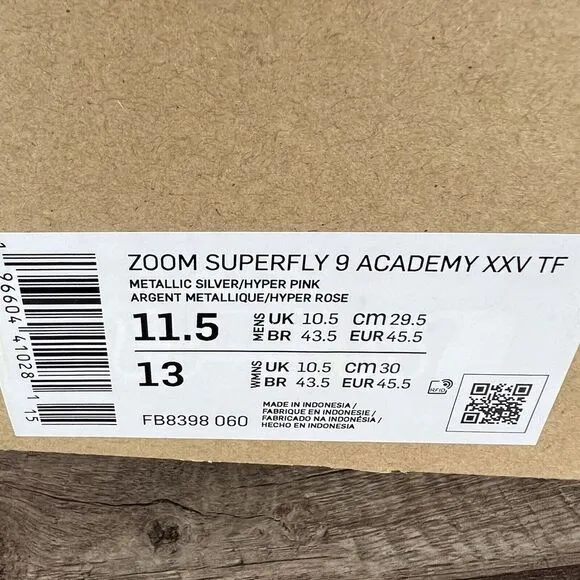 ZOOM SUPERFLY 9 ACADEMY XXV TF
METALLIC SILVER/HYPER PINK
ARGENT METALLIQUE/HYPER ROSE
11.5 MENS UK 10.5 CM 29.5
BR 43.5 EUR 45.5
13 WMNS UK 10.5 CM 30
BR 43.5 EUR 45.5
FB8398 060
MADE IN INDONESIA /
FABRIQUE EN INDONESIE /
FABRICADO NA INDONÉSIA /
HECHO EN INDONESIA
RFID
1 96604 41028 115